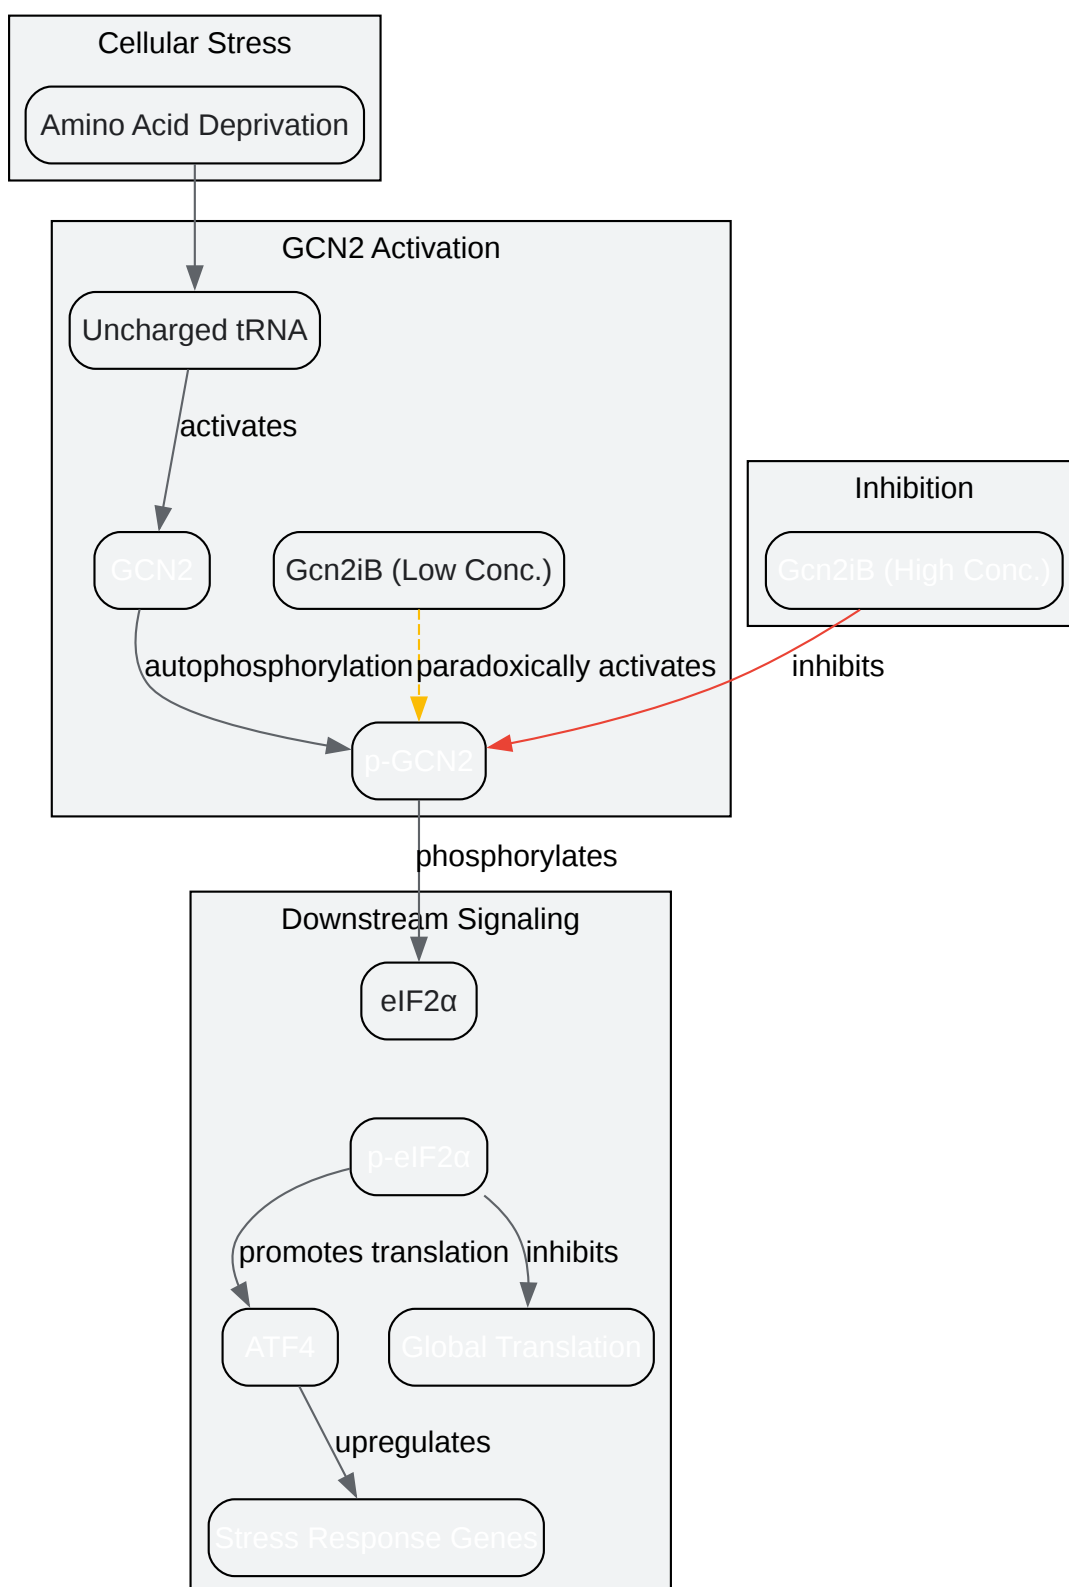 Cellular Stress
Amino Acid Deprivation
GCN2 Activation
Uncharged tRNA
activates
Inhibition
GCN2
Gcn2iB (Low Conc.)
Gcn2iB (High Conc.)
autophosphorylation
paradoxically activates
inhibits
p-GCN2
phosphorylates
Downstream Signaling
eIF2α
p-eIF2α
promotes translation
inhibits
ATF4
Global Translation
upregulates
Stress Response Genes